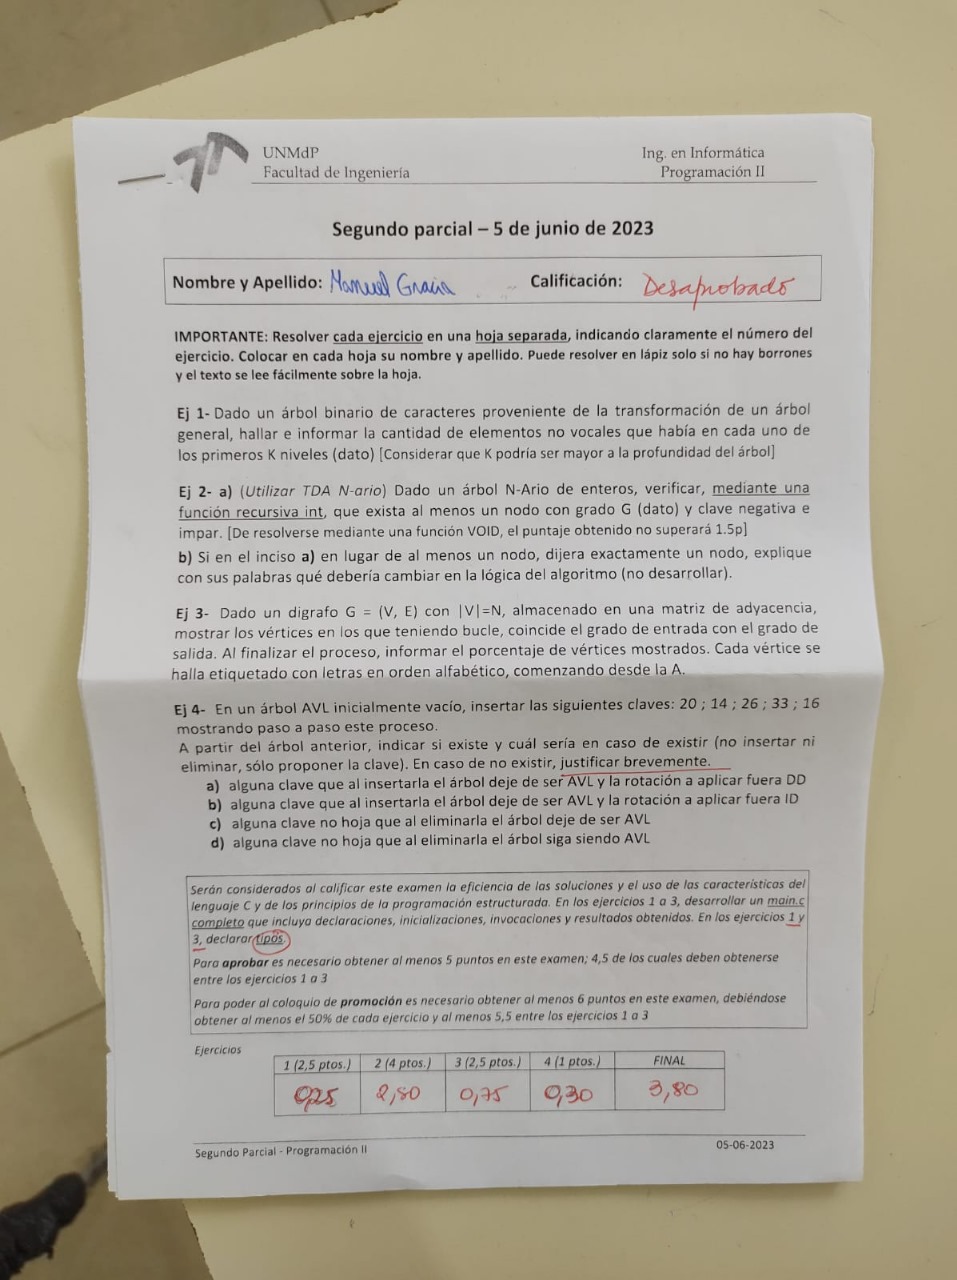 UNMdP
Facultad de Ingeniería
Ing. en Informática
Programación II
Segundo parcial – 5 de junio de 2023
Nombre y Apellido: Manuel Gracia Calificación: Desaprobado
IMPORTANTE: Resolver cada ejercicio en una hoja separada, indicando claramente el número del
ejercicio. Colocar en cada hoja su nombre y apellido. Puede resolver en lápiz solo si no hay borrones
y el texto se lee fácilmente sobre la hoja.
Ej 1- Dado un árbol binario de caracteres proveniente de la transformación de un árbol
general, hallar e informar la cantidad de elementos no vocales que había en cada uno de
los primeros K niveles (dato) [Considerar que K podría ser mayor a la profundidad del árbol]
Ej 2- a) (Utilizar TDA N-ario) Dado un árbol N-Ario de enteros, verificar, mediante una
función recursiva int, que exista al menos un nodo con grado G (dato) y clave negativa e
impar. [De resolverse mediante una función VOID, el puntaje obtenido no superará 1.5p]
b) Si en el inciso a) en lugar de al menos un nodo, dijera exactamente un nodo, explique
con sus palabras qué debería cambiar en la lógica del algoritmo (no desarrollar).
Ej 3- Dado un digrafo G = (V, E) con |V|=N, almacenado en una matriz de adyacencia,
mostrar los vértices en los que teniendo bucle, coincide el grado de entrada con el grado de
salida. Al finalizar el proceso, informar el porcentaje de vértices mostrados. Cada vértice se
halla etiquetado con letras en orden alfabético, comenzando desde la A.
Ej 4- En un árbol AVL inicialmente vacío, insertar las siguientes claves: 20 ; 14 ; 26 ; 33 ; 16
mostrando paso a paso este proceso.
A partir del árbol anterior, indicar si existe y cuál sería en caso de existir (no insertar ni
eliminar, sólo proponer la clave). En caso de no existir, justificar brevemente.
a) alguna clave que al insertarla el árbol deje de ser AVL y la rotación a aplicar fuera DD
b) alguna clave que al insertarla el árbol deje de ser AVL y la rotación a aplicar fuera ID
c) alguna clave no hoja que al eliminarla el árbol deje de ser AVL
d) alguna clave no hoja que al eliminarla el árbol siga siendo AVL
Serán considerados al calificar este examen la eficiencia de las soluciones y el uso de las características del
lenguaje C y de los principios de la programación estructurada. En los ejercicios 1 a 3, desarrollar un main.c
completo que incluya declaraciones, inicializaciones, invocaciones y resultados obtenidos. En los ejercicios 1 y
3, declarar tipos.
Para aprobar es necesario obtener al menos 5 puntos en este examen; 4,5 de los cuales deben obtenerse
entre los ejercicios 1 a 3
Para poder al coloquio de promoción es necesario obtener al menos 6 puntos en este examen, debiéndose
obtener al menos el 50% de cada ejercicio y al menos 5,5 entre los ejercicios 1 a 3
Ejercicios
1 (2,5 ptos.) 2 (4 ptos.) 3 (2,5 ptos.) 4 (1 ptos.) FINAL
0,25 2,50 0,75 0,30 3,80
Segundo Parcial - Programación II
05-06-2023